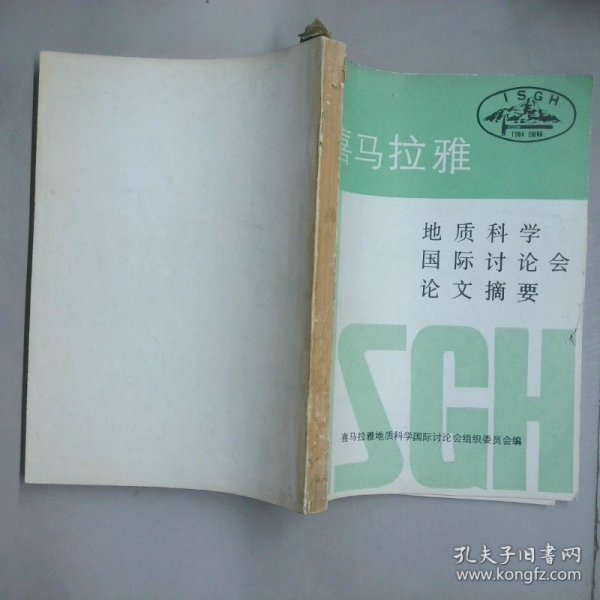 ISGH
1984 CHINA
喜马拉雅
地质科学
国际讨论会
论文摘要
SGH
喜马拉雅地质科学国际讨论会组织委员会编
孔夫子旧书网
www.kongfz.com